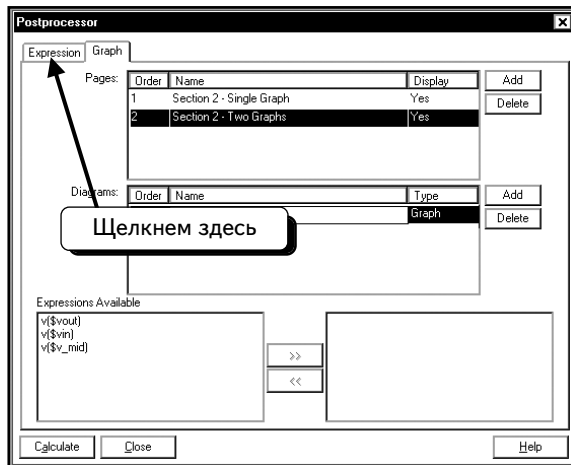 Postprocessor
Expression Graph
Pages: Order Name Display Add
1 Section 2 - Single Graph Yes Delete
2 Section 2 - Two Graphs Yes
Diagrams: Order Name Type Add
Graph Delete
Щелкнем здесь
Expressions Available
v($vout)
v($vin)
v($v_mid)
>>
<<
Calculate Close Help